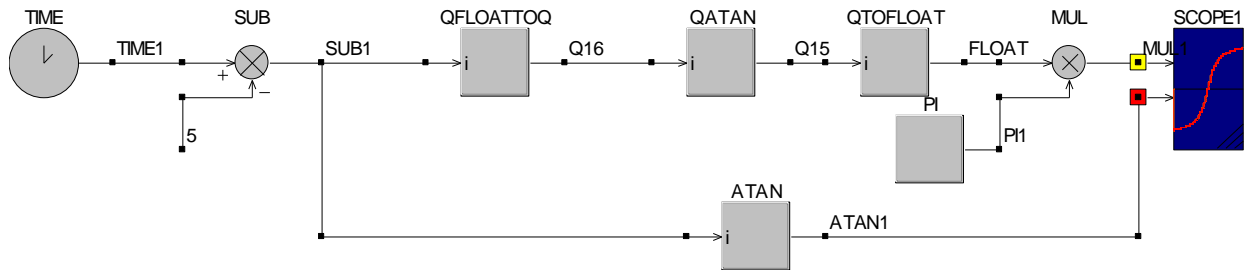 TIME
SUB
QFLOATTOQ
QATAN
QTOFLOAT
MUL
SCOPE1
TIME1
+
−
SUB1
i
Q16
i
Q15
i
FLOAT
MUL1
5
PI
PI1
ATAN
i
ATAN1